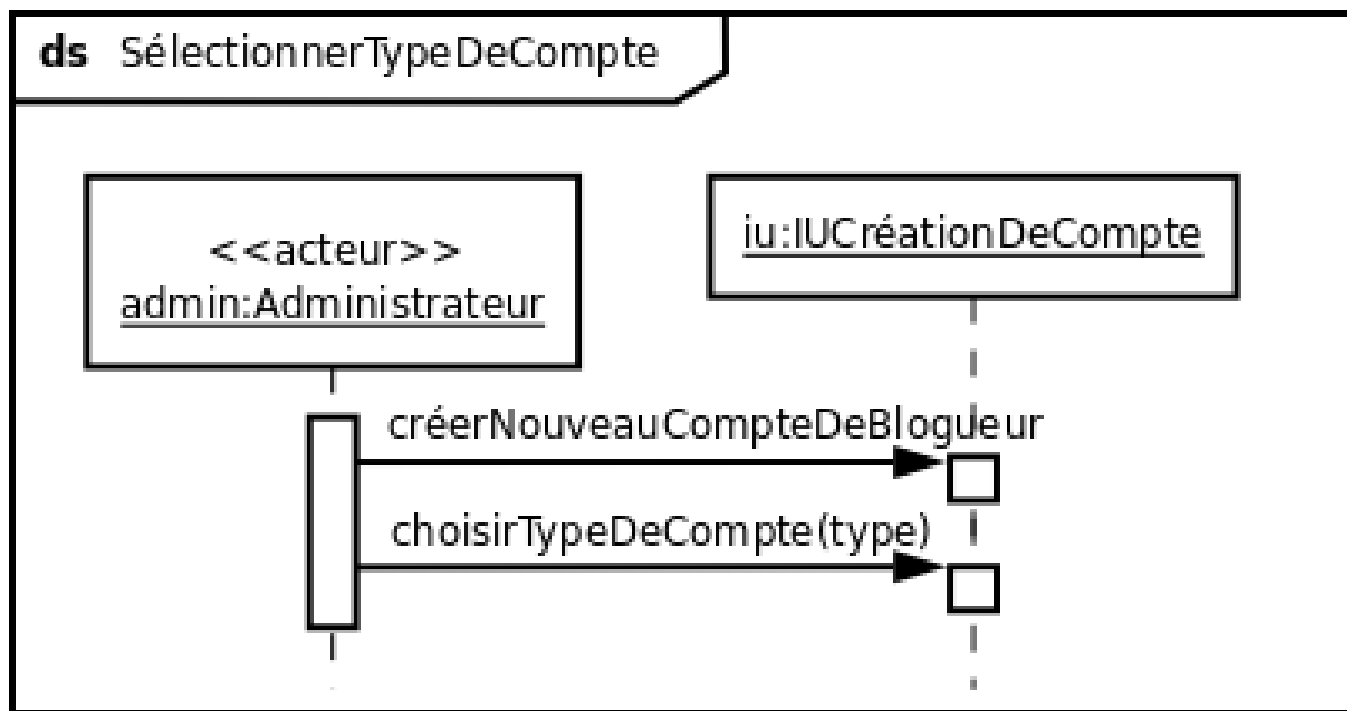 ds SélectionnerTypeDeCompte
<<acteur>>
admin:Administrateur
iu:IUCréationDeCompte
créerNouveauCompteDeBlogueur
choisirTypeDeCompte(type)